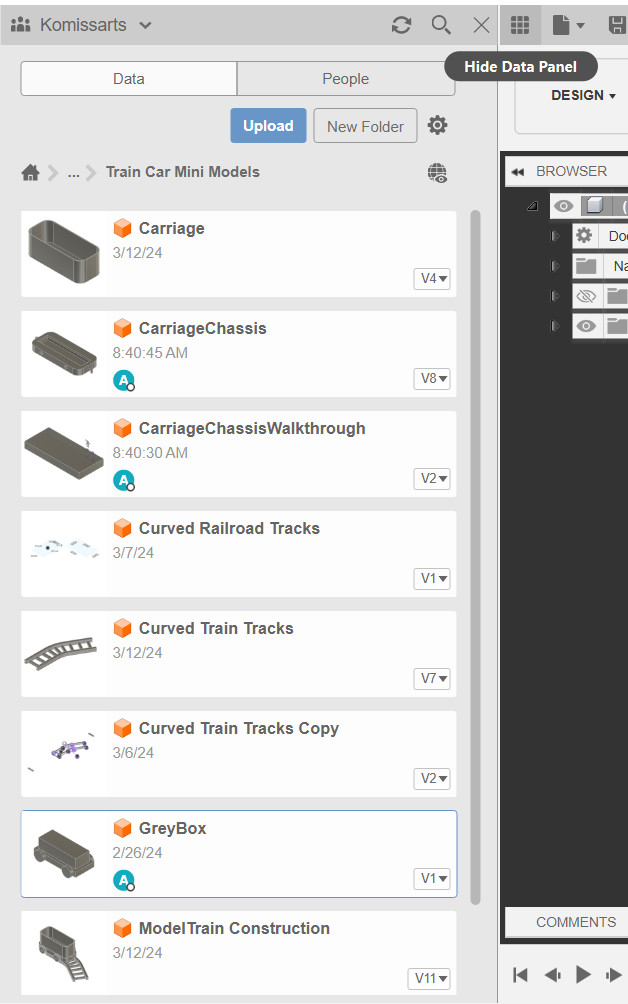 Komissarts
Hide Data Panel
Data
People
DESIGN
Upload
New Folder
BROWSER
...
Train Car Mini Models
Carriage
3/12/24
V4
Doc
Na
CarriageChassis
8:40:45 AM
A
V8
CarriageChassisWalkthrough
8:40:30 AM
A
V2
Curved Railroad Tracks
3/7/24
V1
Curved Train Tracks
3/12/24
V7
Curved Train Tracks Copy
3/6/24
V2
GreyBox
2/26/24
A
V1
ModelTrain Construction
3/12/24
V11
COMMENTS